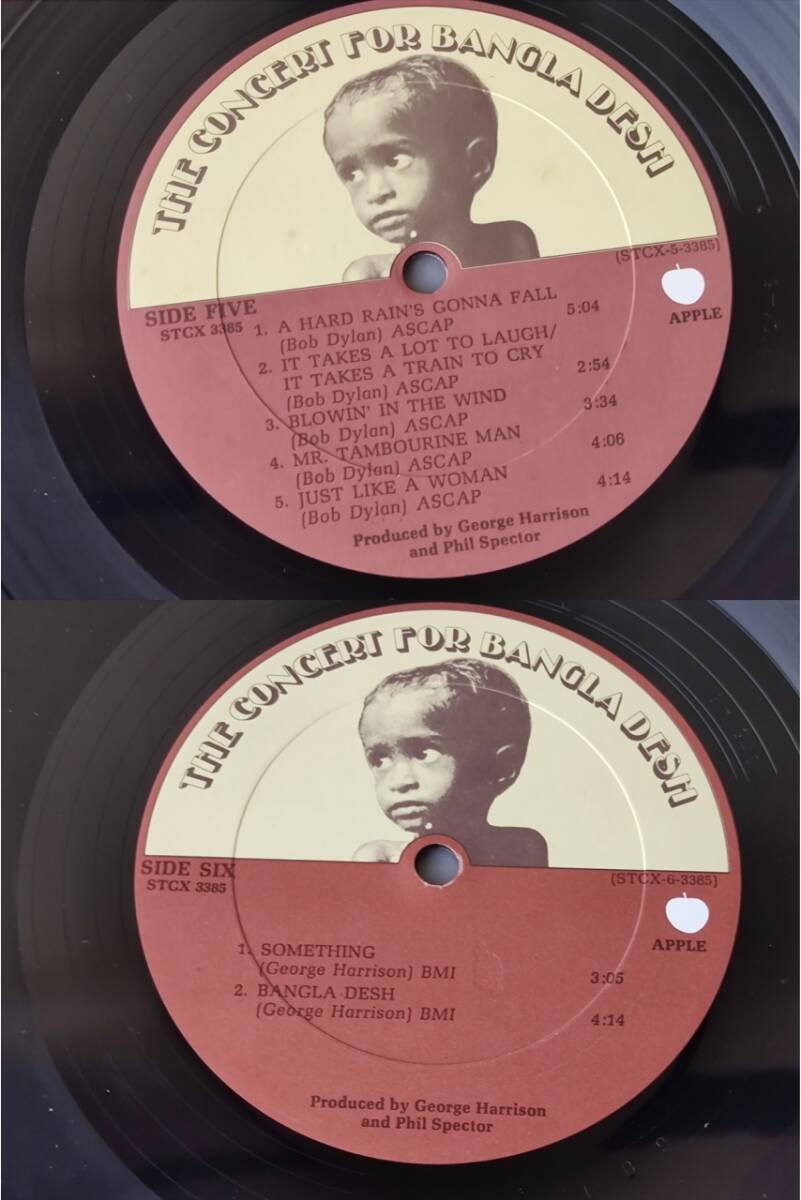 THE CONCERT FOR BANGLA DESH
(STCX-5-3385)
SIDE FIVE
STCX 3385
APPLE
1. A HARD RAIN'S GONNA FALL 5:04
(Bob Dylan) ASCAP
2. IT TAKES A LOT TO LAUGH/
IT TAKES A TRAIN TO CRY 2:54
(Bob Dylan) ASCAP
3. BLOWIN' IN THE WIND 3:34
(Bob Dylan) ASCAP
4. MR. TAMBOURINE MAN 4:06
(Bob Dylan) ASCAP
5. JUST LIKE A WOMAN 4:14
(Bob Dylan) ASCAP
Produced by George Harrison
and Phil Spector
THE CONCERT FOR BANGLA DESH
SIDE SIX
STCX 3385
(STCX-6-3385)
APPLE
1. SOMETHING
(George Harrison) BMI 3:05
2. BANGLA DESH
(George Harrison) BMI 4:14
Produced by George Harrison
and Phil Spector